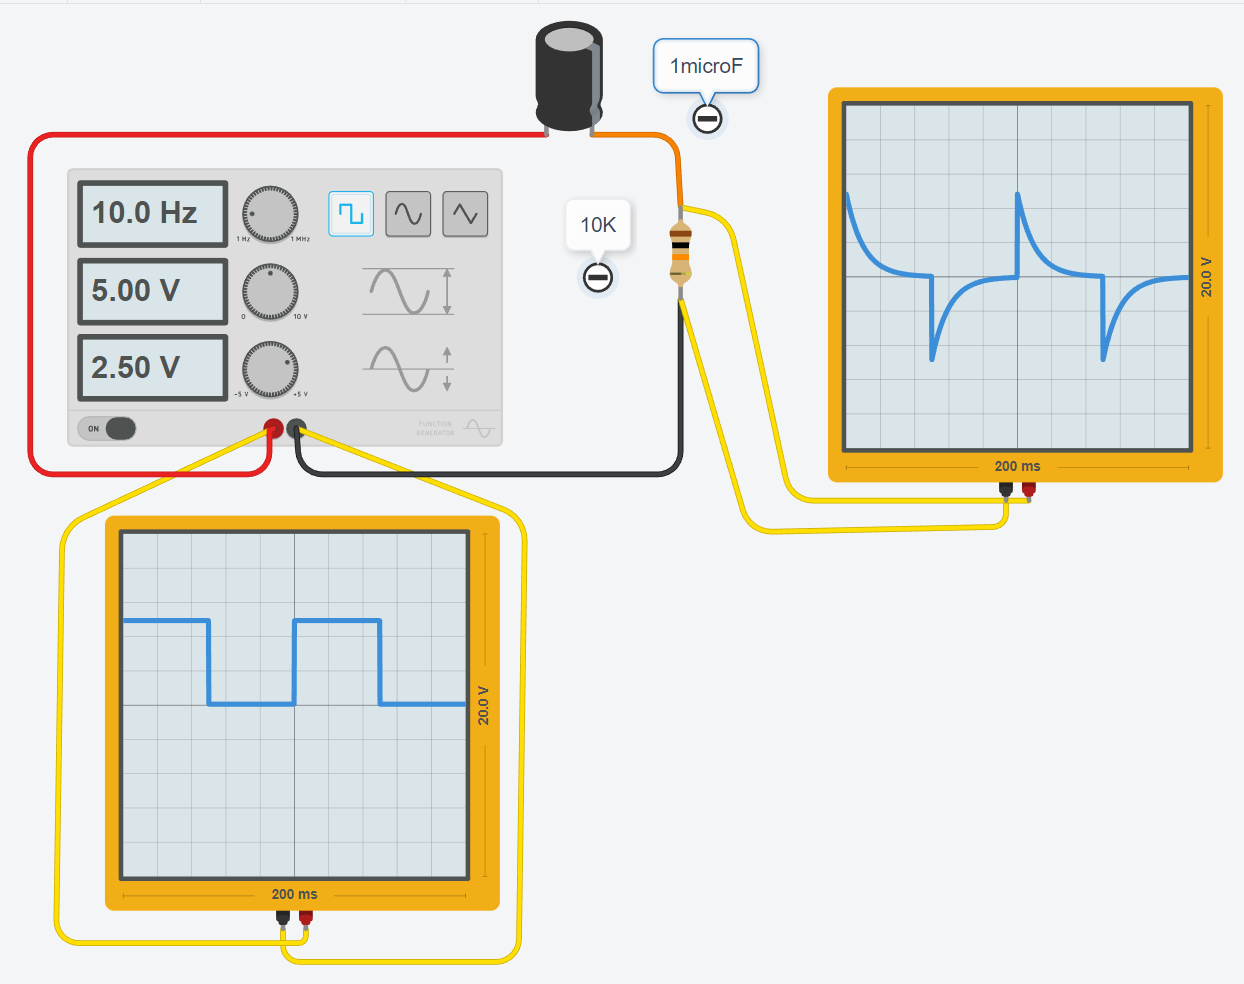 1microF
10.0 Hz
1 Hz
1 MHz
10K
5.00 V
0
10 V
2.50 V
-5 V
+5 V
ON
FUNCTION
GENERATOR
20.0 V
200 ms
20.0 V
200 ms